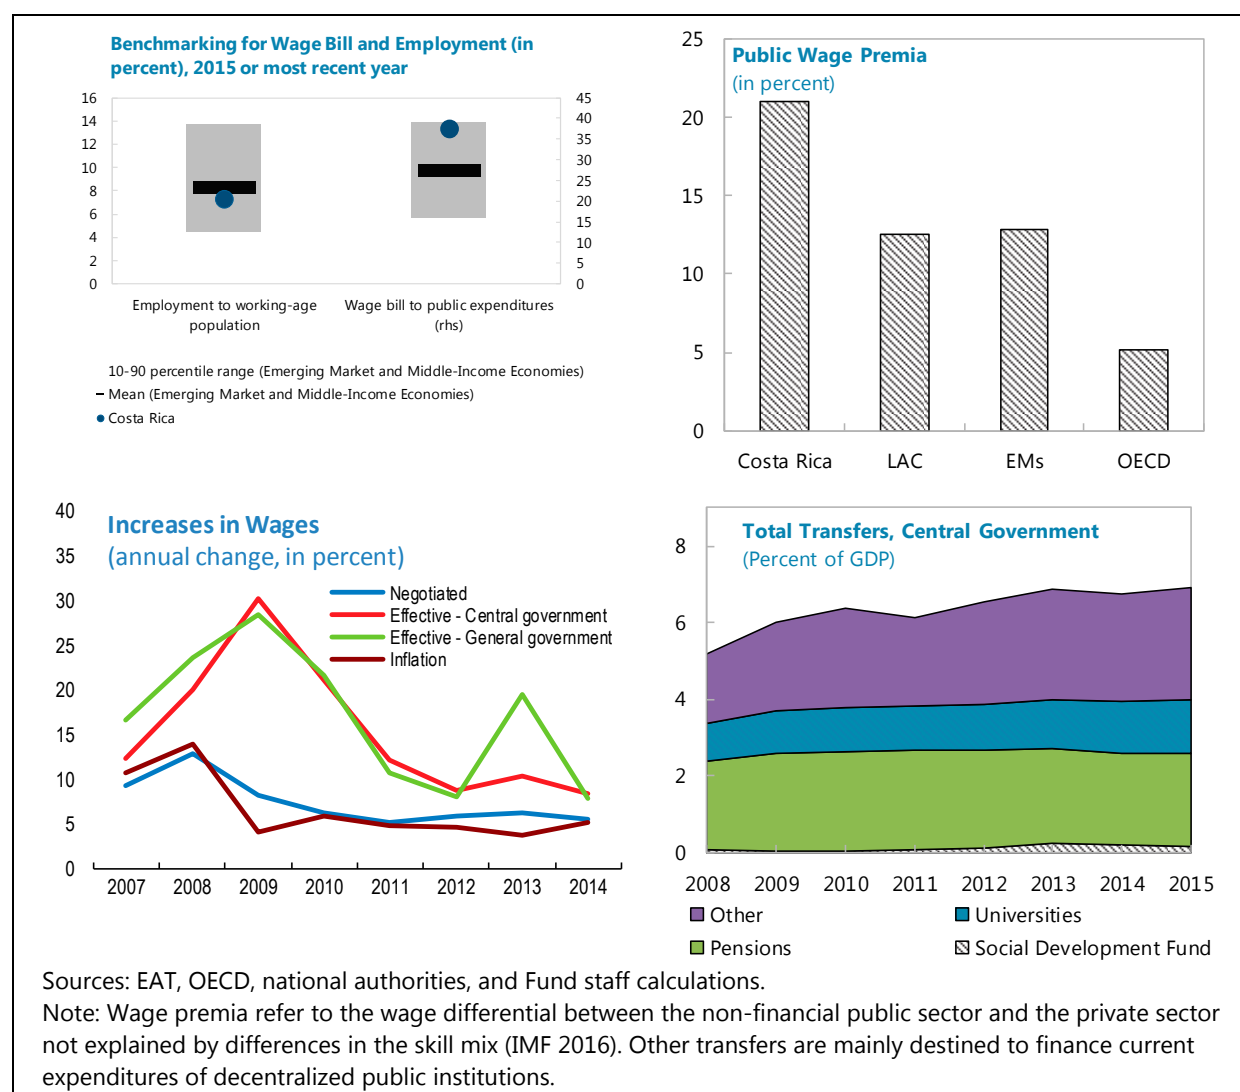 Benchmarking for Wage Bill and Employment (in
percent), 2015 or most recent year
16
14
12
10
8
6
4
2
0
45
40
35
30
25
20
15
10
5
0
Employment to working-age
population
Wage bill to public expenditures
(rhs)
10-90 percentile range (Emerging Market and Middle-Income Economies)
Mean (Emerging Market and Middle-Income Economies)
Costa Rica
Public Wage Premia
(in percent)
25
20
15
10
5
0
Costa Rica
LAC
EMs
OECD
Increases in Wages
(annual change, in percent)
40
35
30
25
20
15
10
5
0
Negotiated
Effective - Central government
Effective - General government
Inflation
2007
2008
2009
2010
2011
2012
2013
2014
Total Transfers, Central Government
(Percent of GDP)
8
6
4
2
0
2008
2009
2010
2011
2012
2013
2014
2015
Other
Universities
Pensions
Social Development Fund
Sources: EAT, OECD, national authorities, and Fund staff calculations.
Note: Wage premia refer to the wage differential between the non-financial public sector and the private sector
not explained by differences in the skill mix (IMF 2016). Other transfers are mainly destined to finance current
expenditures of decentralized public institutions.